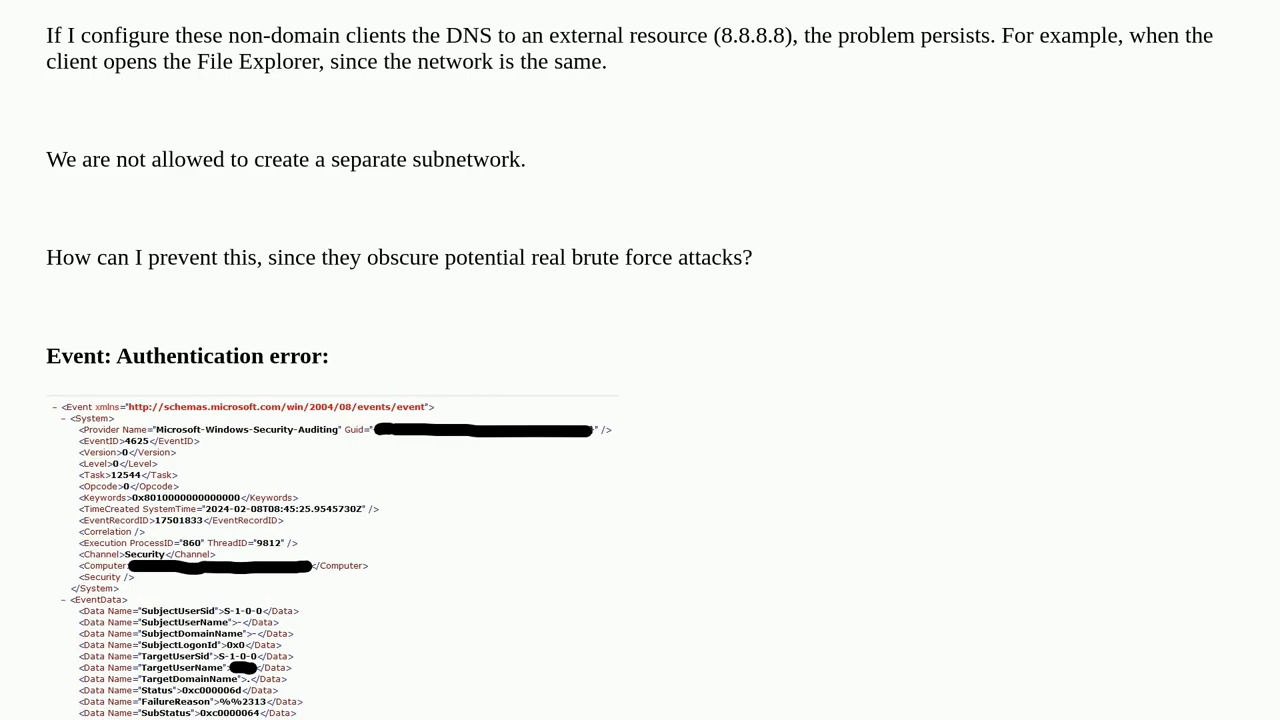 If I configure these non-domain clients the DNS to an external resource (8.8.8.8), the problem persists. For example, when the
client opens the File Explorer, since the network is the same.
We are not allowed to create a separate subnetwork.
How can I prevent this, since they obscure potential real brute force attacks?
Event: Authentication error:
– <Event xmlns="http://schemas.microsoft.com/win/2004/08/events/event">
– <System>
<Provider Name="Microsoft-Windows-Security-Auditing" Guid=" " />
<EventID>4625</EventID>
<Version>0</Version>
<Level>0</Level>
<Task>12544</Task>
<Opcode>0</Opcode>
<Keywords>0x8010000000000000</Keywords>
<TimeCreated SystemTime="2024-02-08T08:45:25.9545730Z" />
<EventRecordID>17501833</EventRecordID>
<Correlation />
<Execution ProcessID="860" ThreadID="9812" />
<Channel>Security</Channel>
<Computer </Computer>
<Security />
</System>
– <EventData>
<Data Name="SubjectUserSid">S-1-0-0</Data>
<Data Name="SubjectUserName">-</Data>
<Data Name="SubjectDomainName">-</Data>
<Data Name="SubjectLogonId">0x0</Data>
<Data Name="TargetUserSid">S-1-0-0</Data>
<Data Name="TargetUserName"> </Data>
<Data Name="TargetDomainName">.</Data>
<Data Name="Status">0xc000006d</Data>
<Data Name="FailureReason">%%2313</Data>
<Data Name="SubStatus">0xc0000064</Data>